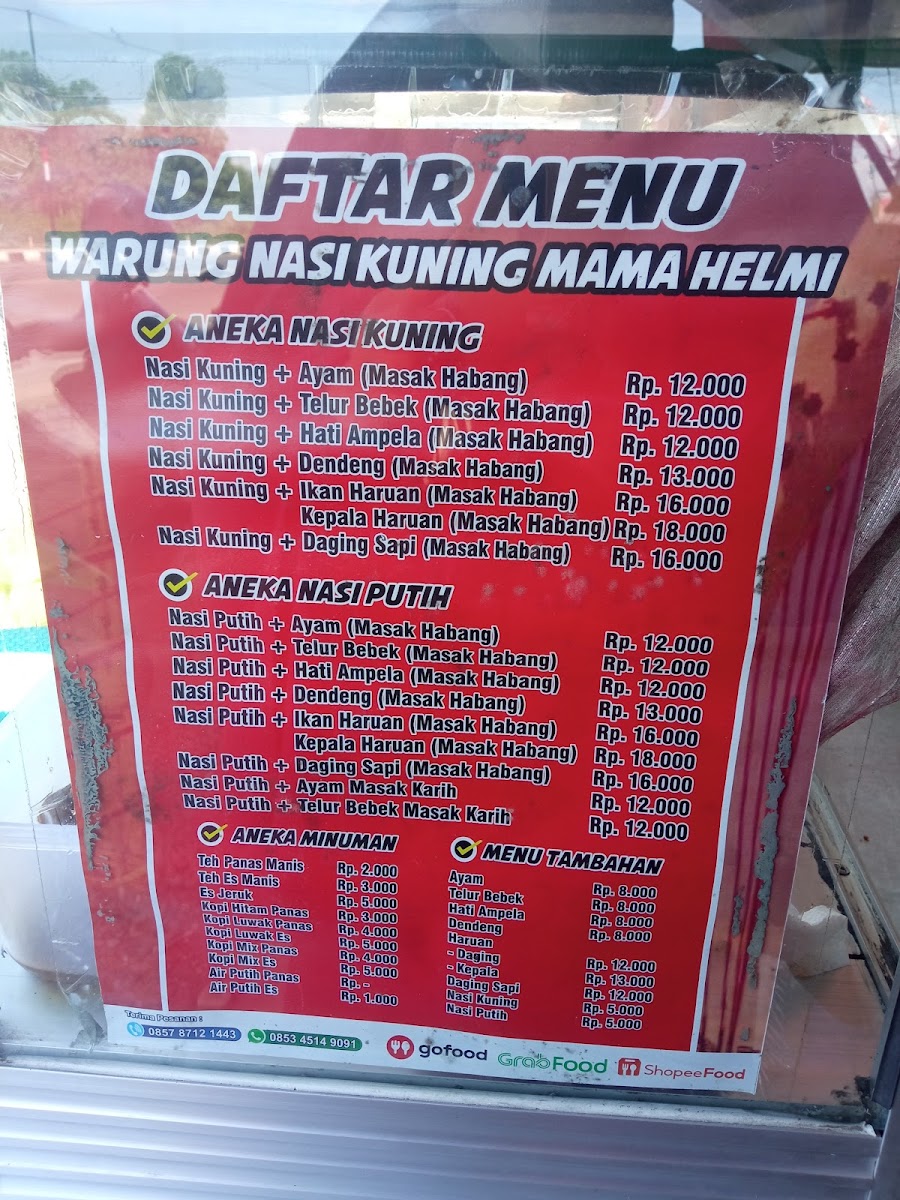 DAFTAR MENU
WARUNG NASI KUNING MAMA HELMI
ANEKA NASI KUNING
Nasi Kuning + Ayam (Masak Habang) Rp. 12.000
Nasi Kuning + Telur Bebek (Masak Habang) Rp. 12.000
Nasi Kuning + Hati Ampela (Masak Habang) Rp. 12.000
Nasi Kuning + Dendeng (Masak Habang) Rp. 13.000
Nasi Kuning + Ikan Haruan (Masak Habang) Rp. 16.000
Kepala Haruan (Masak Habang) Rp. 18.000
Nasi Kuning + Daging Sapi (Masak Habang) Rp. 16.000
ANEKA NASI PUTIH
Nasi Putih + Ayam (Masak Habang) Rp. 12.000
Nasi Putih + Telur Bebek (Masak Habang) Rp. 12.000
Nasi Putih + Hati Ampela (Masak Habang) Rp. 12.000
Nasi Putih + Dendeng (Masak Habang) Rp. 13.000
Nasi Putih + Ikan Haruan (Masak Habang) Rp. 16.000
Kepala Haruan (Masak Habang) Rp. 18.000
Nasi Putih + Daging Sapi (Masak Habang) Rp. 16.000
Nasi Putih + Ayam Masak Karih Rp. 12.000
Nasi Putih + Telur Bebek Masak Karih Rp. 12.000
ANEKA MINUMAN
Teh Panas Manis Rp. 2.000
Teh Es Manis Rp. 3.000
Es Jeruk Rp. 5.000
Kopi Hitam Panas Rp. 3.000
Kopi Luwak Panas Rp. 4.000
Kopi Luwak Es Rp. 5.000
Kopi Mix Panas Rp. 4.000
Kopi Mix Es Rp. 5.000
Air Putih Panas Rp. -
Air Putih Es Rp. 1.000
MENU TAMBAHAN
Ayam Rp. 8.000
Telur Bebek Rp. 8.000
Hati Ampela Rp. 8.000
Dendeng Rp. 8.000
Haruan
- Daging Rp. 12.000
- Kepala Rp. 13.000
Daging Sapi Rp. 12.000
Nasi Kuning Rp. 5.000
Nasi Putih Rp. 5.000
Terima Pesanan :
0857 8712 1443 0853 4514 9091 gofood GrabFood ShopeeFood